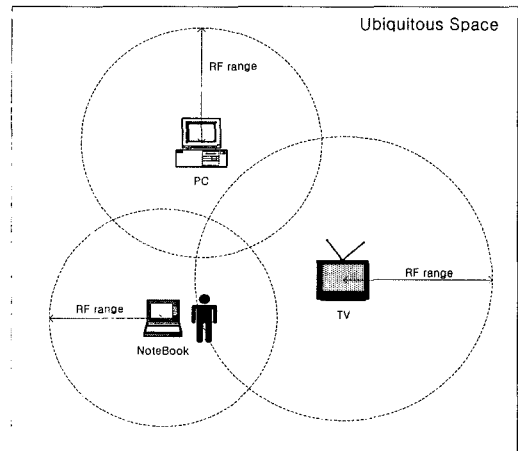 Ubiquitous Space
RF range
PC
RF range
TV
RF range
NoteBook